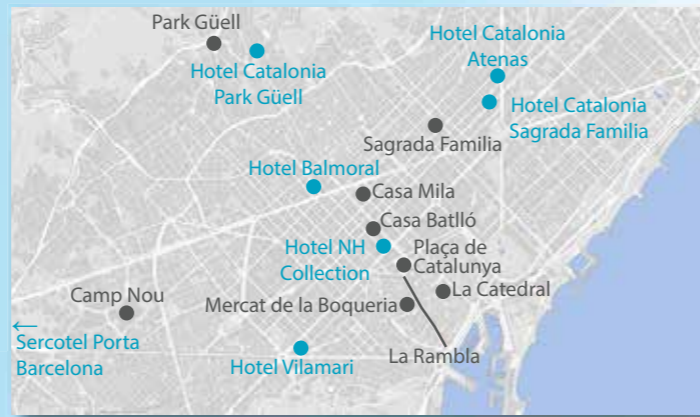 Park Güell
Hotel Catalonia
Park Güell
Hotel Catalonia
Atenas
Hotel Catalonia
Sagrada Familia
Sagrada Familia
Hotel Balmoral
Casa Mila
Casa Batlló
Hotel NH
Collection
Plaça de
Catalunya
La Catedral
Camp Nou
Mercat de la Boqueria
←
Sercotel Porta
Barcelona
Hotel Vilamari
La Rambla